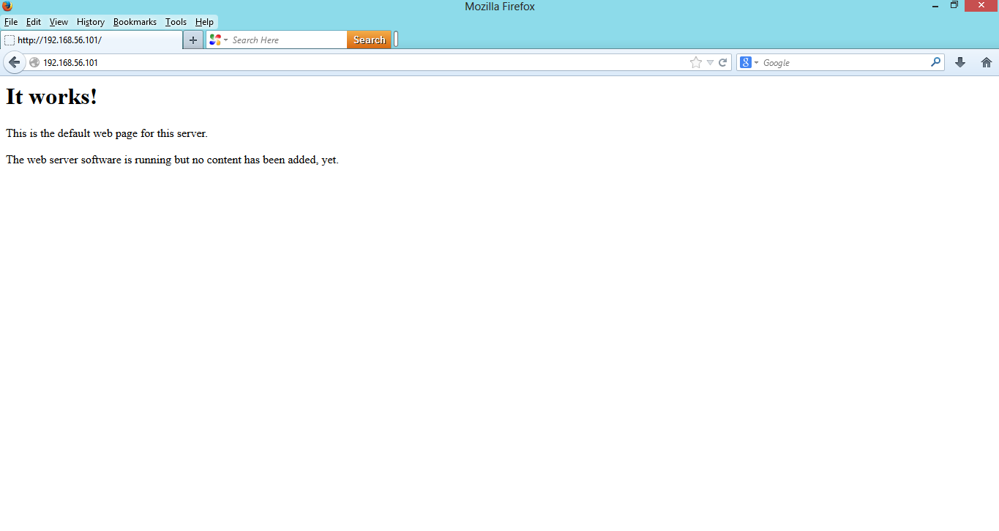 Mozilla Firefox
File Edit View History Bookmarks Tools Help
http://192.168.56.101/ Search Here Search
192.168.56.101 8 Google
It works!
This is the default web page for this server.
The web server software is running but no content has been added, yet.